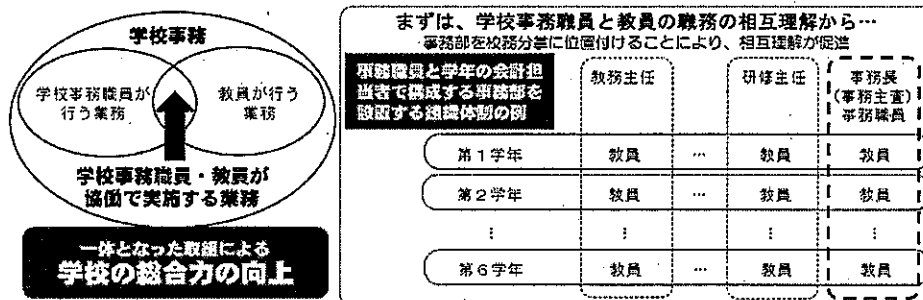 学校事務
学校事務職員が
行う業務
教員が行う
業務
学校事務職員・教員が
協働で実施する業務
一体となった取組による
学校の総合力の向上
まずは、学校事務職員と教員の職務の相互理解から…
事務部を校務分掌に位置付けることにより、相互理解が促進
事務職員と学年の会計担
当者で構成する事務部を
設置する組織体制の例
教務主任
研修主任
事務長
(事務主査)
事務職員
第1学年 教員 … 教員 教員
第2学年 教員 … 教員 教員
⋮ ⋮ ⋮ ⋮
第6学年 教員 … 教員 教員